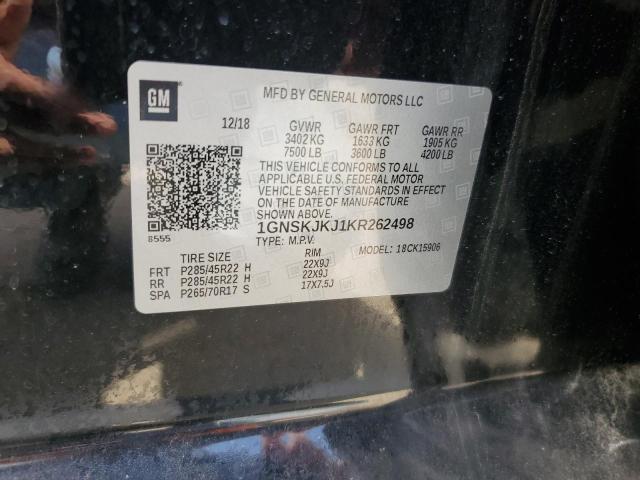 GM
MFD BY GENERAL MOTORS LLC
12/18 GVWR GAWR FRT GAWR RR
3402 KG 1633 KG 1905 KG
7500 LB 3600 LB 4200 LB
THIS VEHICLE CONFORMS TO ALL
APPLICABLE U.S. FEDERAL MOTOR
VEHICLE SAFETY STANDARDS IN EFFECT
ON THE DATE OF MANUFACTURE
SHOWN ABOVE.
8555 1GNSKJKJ1KR262498
TYPE: M.P.V. MODEL: 18CK15906
TIRE SIZE RIM
FRT P285/45R22 H 22X9J
RR P285/45R22 H 22X9J
SPA P265/70R17 S 17X7.5J